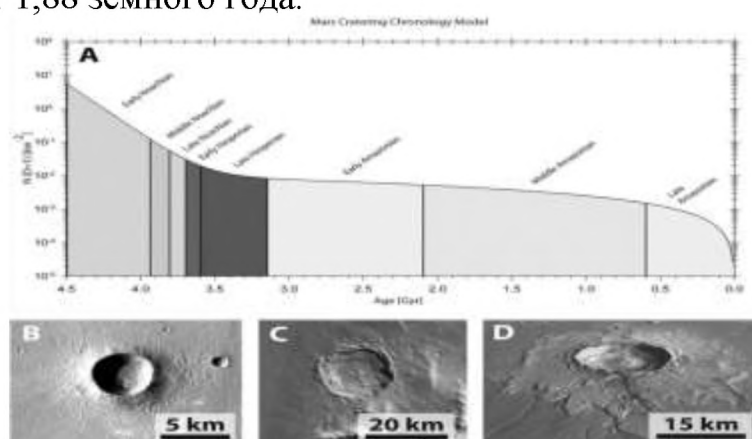 1,88 земного года.
Mars Cratering Chronology Model
A
Early Noachian
Middle Noachian
Late Noachian
Early Hesperian
Late Hesperian
Early Amazonian
Middle Amazonian
Late
Amazonian
4.5 4.0 3.5 3.0 2.5 2.0 1.5 1.0 0.5 0.0
Age [Gyr]
B C D
5 km 20 km 15 km